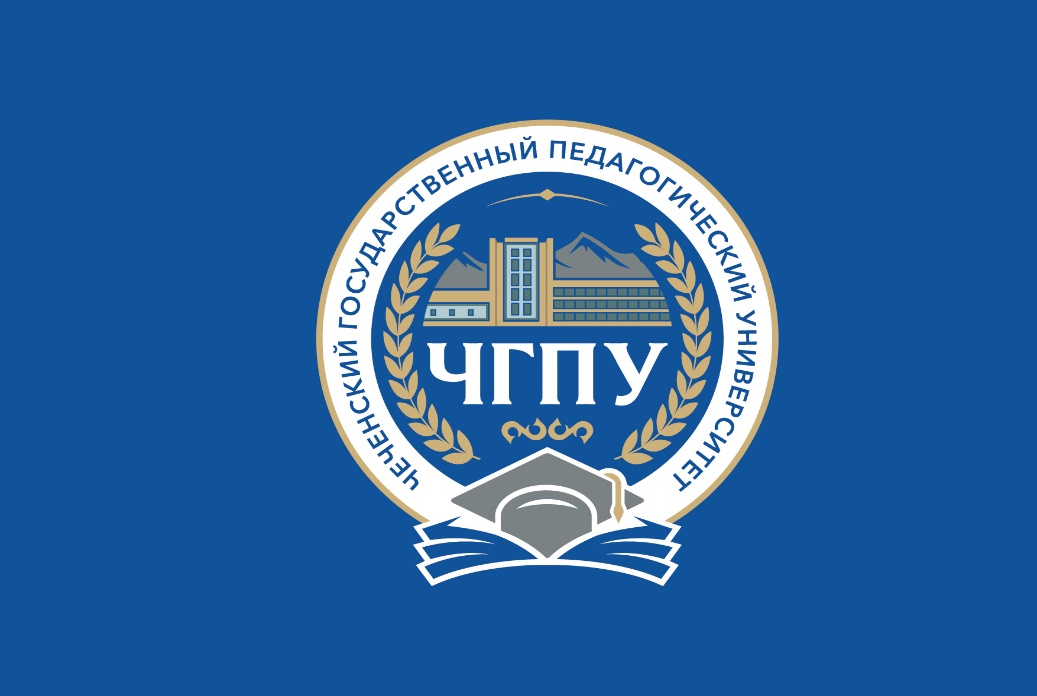 ЧЕЧЕНСКИЙ ГОСУДАРСТВЕННЫЙ ПЕДАГОГИЧЕСКИЙ УНИВЕРСИТЕТ
ЧГПУ